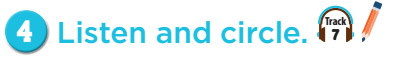 4 Listen and circle. Track 7